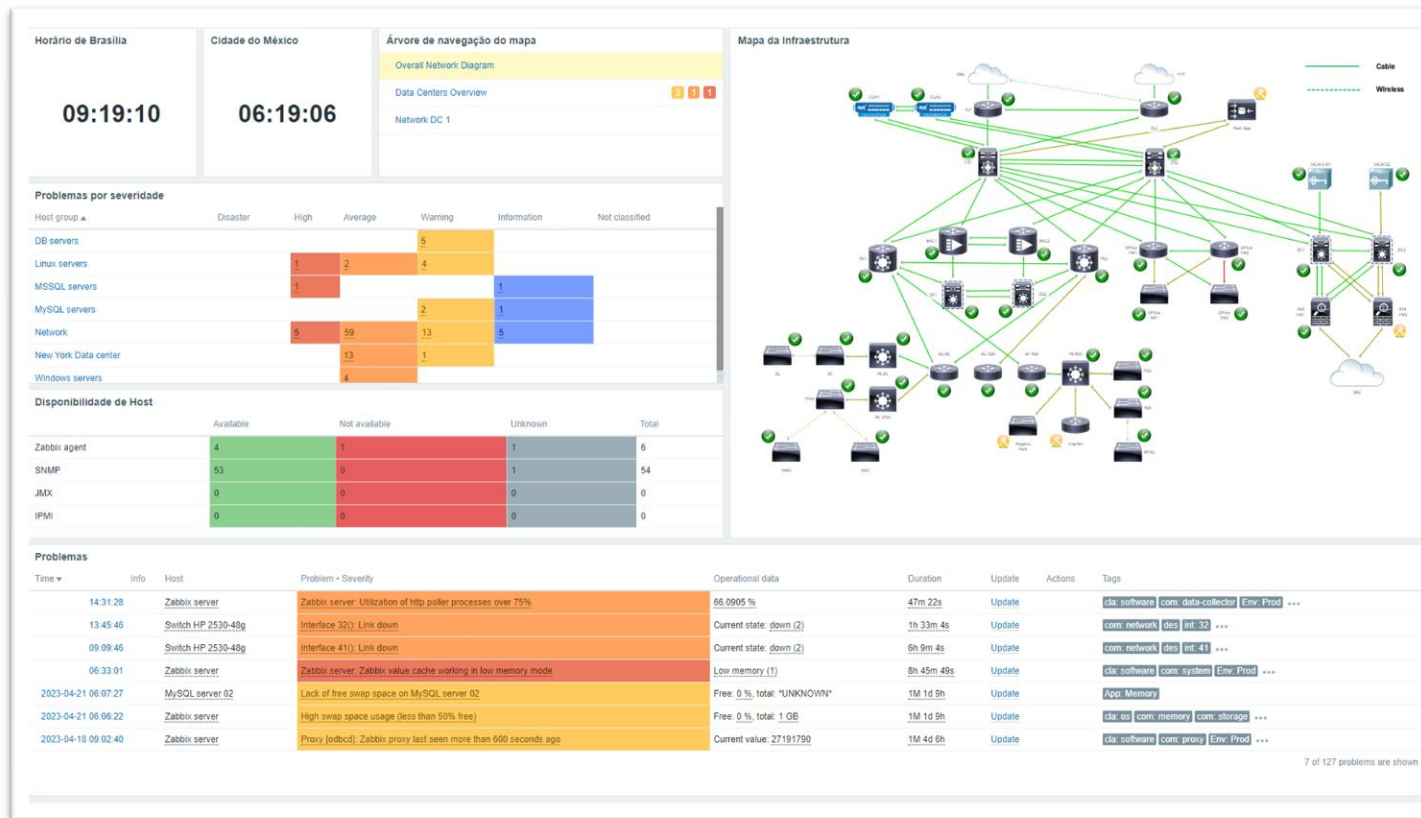 Horário de Brasília
09:19:10
Cidade do México
06:19:06
Árvore de navegação do mapa
Overall Network Diagram
Data Centers Overview 3 1 1
Network DC 1
Mapa da Infraestrutura
Cable
Wireless
Problemas por severidade
Host group ▲ Disaster High Average Warning Information Not classified
DB servers 5
Linux servers 1 2 4
MSSQL servers 1 1
MySQL servers 2 1
Network 5 59 13 5
New York Data center 13 1
Windows servers 4
Disponibilidade de Host
Available Not available Unknown Total
Zabbix agent 4 1 1 6
SNMP 53 0 1 54
JMX 0 0 0 0
IPMI 0 0 0 0
Problemas
Time ▼ Info Host Problem • Severity Operational data Duration Update Actions Tags
14:31:28 Zabbix server Zabbix server: Utilization of http poller processes over 75% 66.0905 % 47m 22s Update cla: software com: data-collector Env: Prod •••
13:45:46 Switch HP 2530-48g Interface 32(): Link down Current state: down (2) 1h 33m 4s Update com: network des int: 32 •••
09:09:46 Switch HP 2530-48g Interface 41(): Link down Current state: down (2) 6h 9m 4s Update com: network des int: 41 •••
06:33:01 Zabbix server Zabbix server: Zabbix value cache working in low memory mode Low memory (1) 8h 45m 49s Update cla: software com: system Env: Prod •••
2023-04-21 06:07:27 MySQL server 02 Lack of free swap space on MySQL server 02 Free: 0 %, total: *UNKNOWN* 1M 1d 9h Update App: Memory
2023-04-21 06:06:22 Zabbix server High swap space usage (less than 50% free) Free: 0 %, total: 1 GB 1M 1d 9h Update cla: os com: memory com: storage •••
2023-04-18 09:02:40 Zabbix server Proxy [odbcd]: Zabbix proxy last seen more than 600 seconds ago Current value: 27191790 1M 4d 6h Update cla: software com: proxy Env: Prod •••
7 of 127 problems are shown